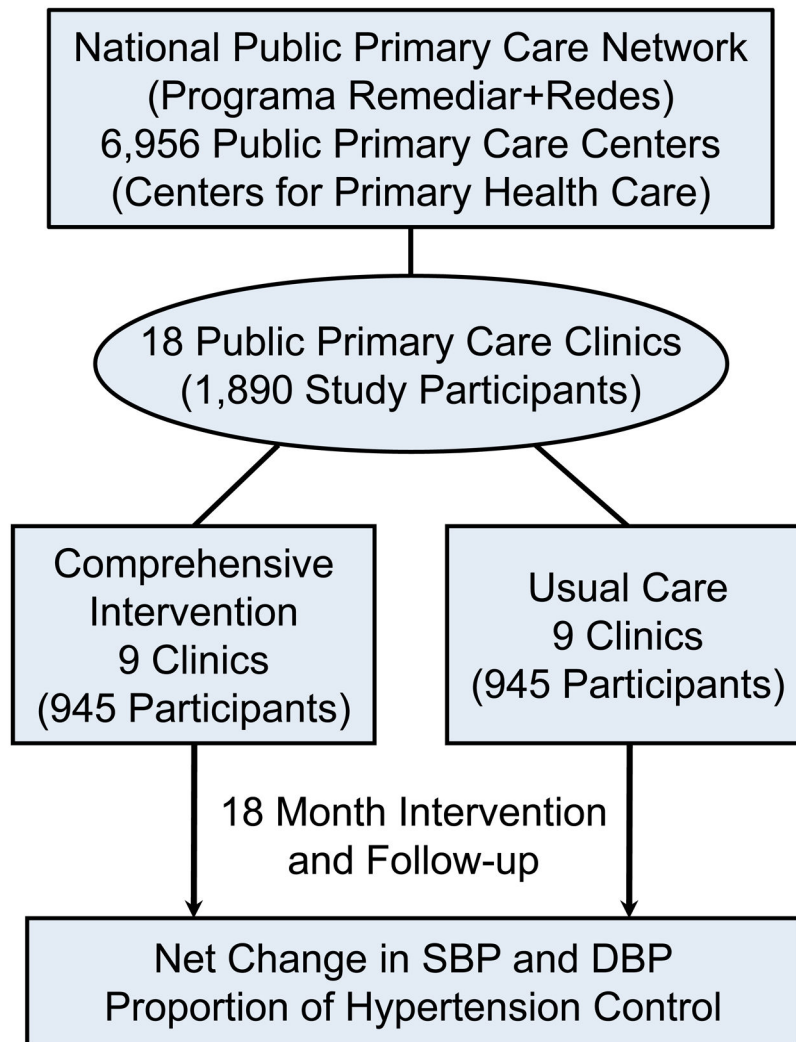 National Public Primary Care Network
(Programa Remediar+Redes)
6,956 Public Primary Care Centers
(Centers for Primary Health Care)
18 Public Primary Care Clinics
(1,890 Study Participants)
Comprehensive
Intervention
9 Clinics
(945 Participants)
Usual Care
9 Clinics
(945 Participants)
18 Month Intervention
and Follow-up
Net Change in SBP and DBP
Proportion of Hypertension Control